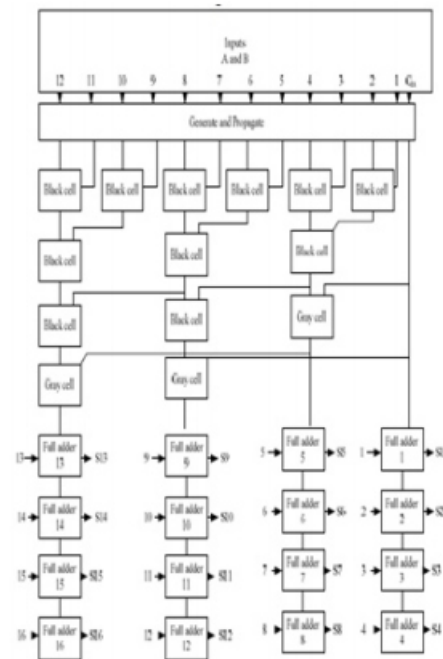 Inputs
A and B
12 11 10 9 8 7 6 5 4 3 2 1 Cin
Generate and Propagate
Black cell Black cell Black cell Black cell Black cell Black cell
Black cell Black cell Black cell
Black cell Black cell Gray cell
Gray cell Gray cell
13 Full adder 13 S13 9 Full adder 9 S9 5 Full adder 5 S5 1 Full adder 1 S1
14 Full adder 14 S14 10 Full adder 10 S10 6 Full adder 6 S6 2 Full adder 2 S2
15 Full adder 15 S15 11 Full adder 11 S11 7 Full adder 7 S7 3 Full adder 3 S3
16 Full adder 16 S16 12 Full adder 12 S12 8 Full adder 8 S8 4 Full adder 4 S4